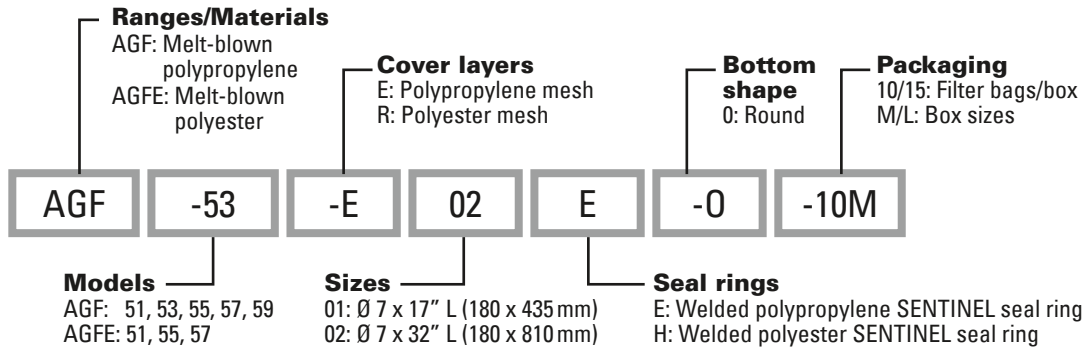 Ranges/Materials
AGF: Melt-blown
polypropylene
AGFE: Melt-blown
polyester
Cover layers
E: Polypropylene mesh
R: Polyester mesh
Bottom
shape
0: Round
Packaging
10/15: Filter bags/box
M/L: Box sizes
AGF -53 -E 02 E -O -10M
Models
AGF: 51, 53, 55, 57, 59
AGFE: 51, 55, 57
Sizes
01: Ø 7 x 17” L (180 x 435 mm)
02: Ø 7 x 32” L (180 x 810 mm)
Seal rings
E: Welded polypropylene SENTINEL seal ring
H: Welded polyester SENTINEL seal ring